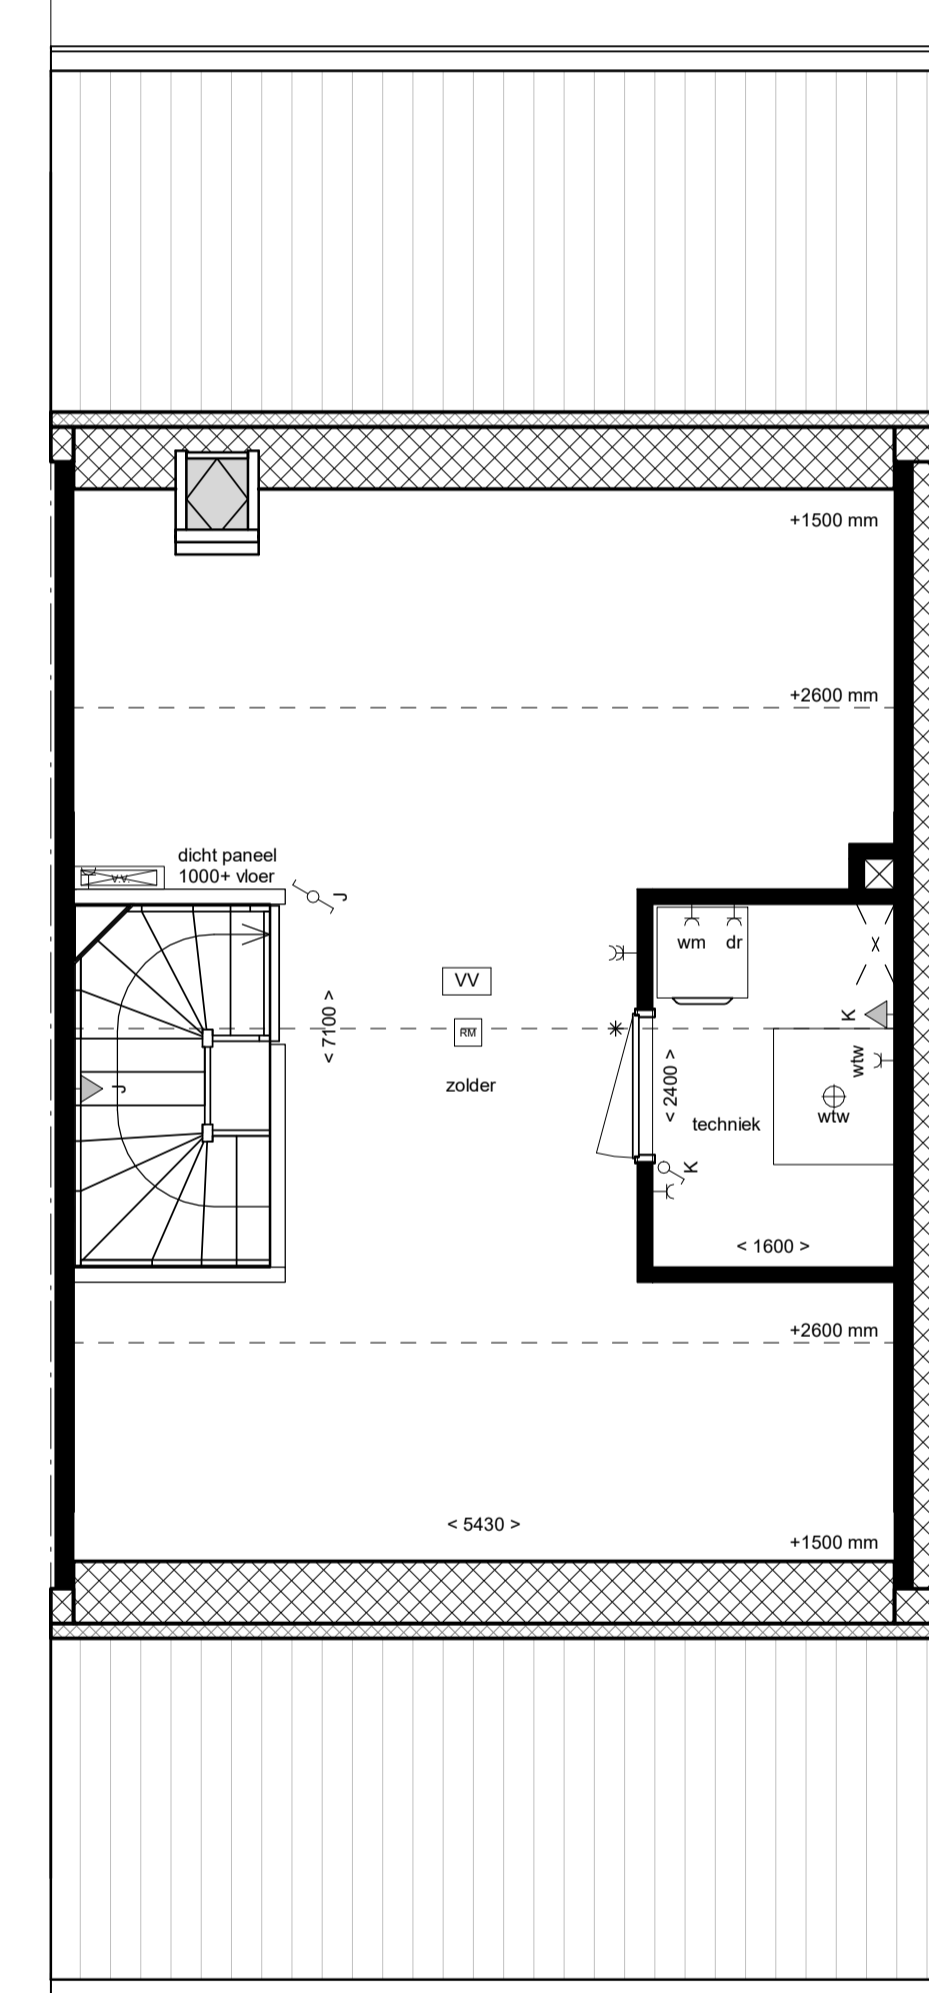 +1500 mm
+2600 mm
dicht paneel
1000+ vloer
v.v.
J
wm dr
VV
< 7100 >
RM
K
J
zolder
< 2400 >
wtw
wtw
techniek
K
< 1600 >
+2600 mm
< 5430 >
+1500 mm